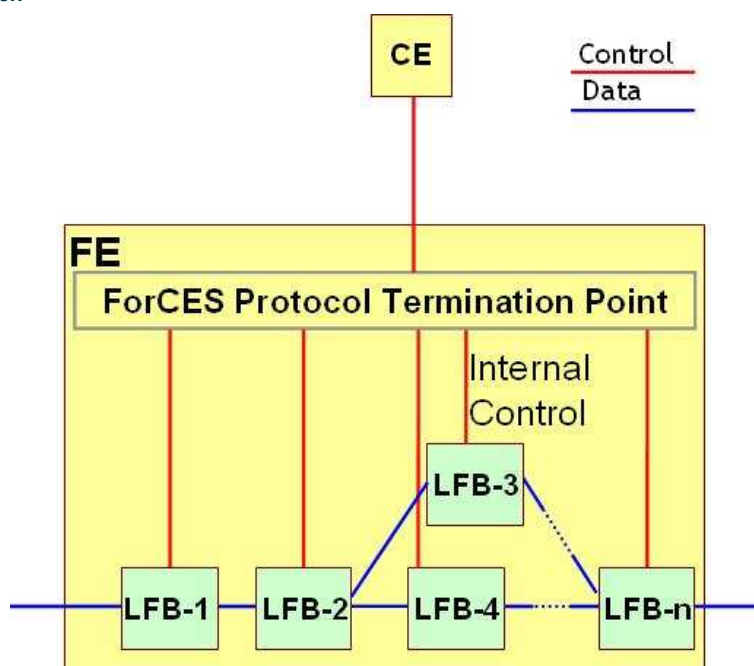 CE
Control
Data
FE
ForCES Protocol Termination Point
Internal
Control
LFB-3
LFB-1
LFB-2
LFB-4
LFB-n